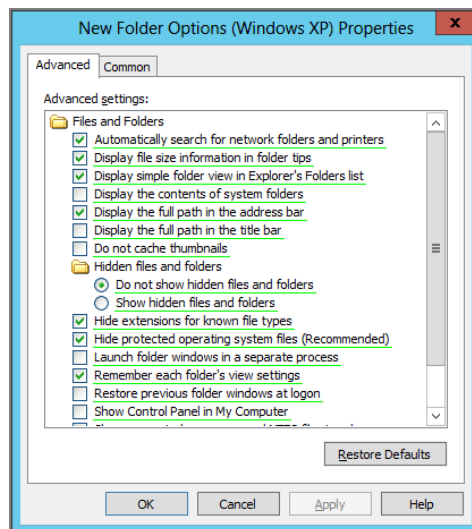 New Folder Options (Windows XP) Properties
x
Advanced Common
Advanced settings:
Files and Folders
Automatically search for network folders and printers
Display file size information in folder tips
Display simple folder view in Explorer's Folders list
Display the contents of system folders
Display the full path in the address bar
Display the full path in the title bar
Do not cache thumbnails
Hidden files and folders
Do not show hidden files and folders
Show hidden files and folders
Hide extensions for known file types
Hide protected operating system files (Recommended)
Launch folder windows in a separate process
Remember each folder's view settings
Restore previous folder windows at logon
Show Control Panel in My Computer
Restore Defaults
OK Cancel Apply Help